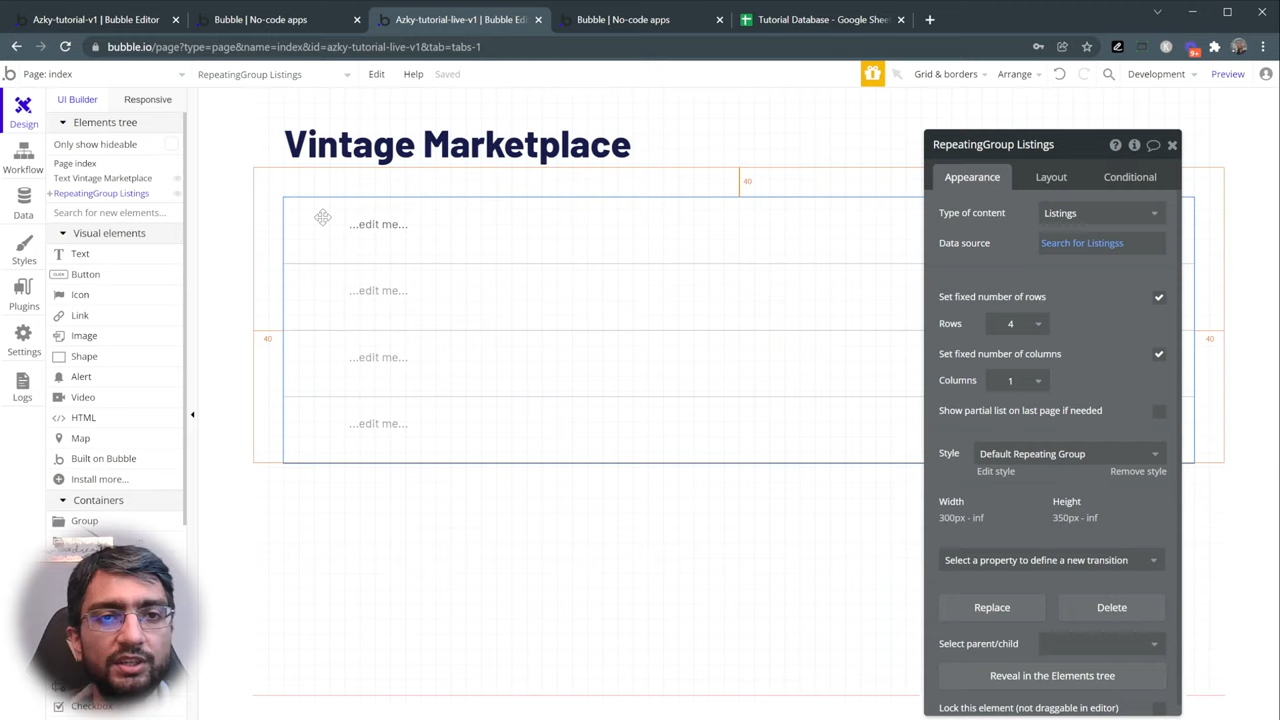 Azky-tutorial-v1 | Bubble Editor
Bubble | No-code apps
Azky-tutorial-live-v1 | Bubble Edi
Bubble | No-code apps
Tutorial Database - Google Sheet
bubble.io/page?type=page&name=index&id=azky-tutorial-live-v1&tab=tabs-1
9+
Page: index
RepeatingGroup Listings
Edit
Help
Saved
Grid & borders
Arrange
Development
Preview
Design
Workflow
Data
Styles
Plugins
Settings
Logs
UI Builder
Responsive
Elements tree
Only show hideable
Page index
Text Vintage Marketplace
RepeatingGroup Listings
Search for new elements...
Visual elements
Text
Button
CLICK
Icon
Link
Image
Shape
Alert
Video
HTML
Map
Built on Bubble
Install more...
Containers
Group
Checkbox
Vintage Marketplace
40
...edit me...
...edit me...
...edit me...
...edit me...
40
40
RepeatingGroup Listings
Appearance
Layout
Conditional
Type of content
Listings
Data source
Search for Listingss
Set fixed number of rows
Rows
4
Set fixed number of columns
Columns
1
Show partial list on last page if needed
Style
Default Repeating Group
Edit style
Remove style
Width
Height
300px - inf
350px - inf
Select a property to define a new transition
Replace
Delete
Select parent/child
Reveal in the Elements tree
Lock this element (not draggable in editor)